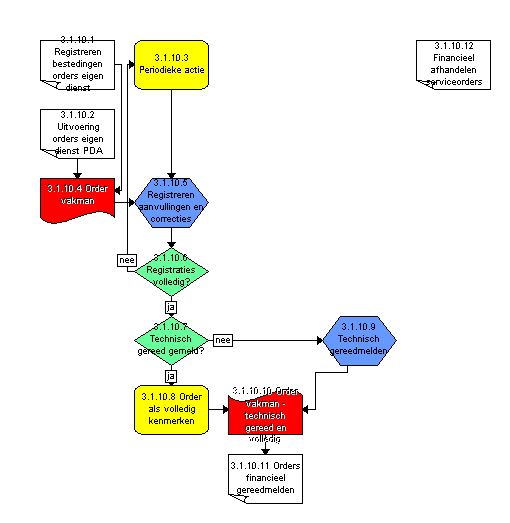 3.1.10.1
Registreren
bestedingen
orders eigen
dienst
3.1.10.3
Periodieke actie
3.1.10.12
Financieel
afhandelen
serviceorders
3.1.10.2
Uitvoering
orders eigen
dienst PDA
3.1.10.4 Order
vakman
3.1.10.5
Registreren
aanvullingen en
correcties
nee
3.1.10.6
Registraties
volledig?
ja
3.1.10.7
Technisch
gereed gemeld?
nee
3.1.10.9
Technisch
gereedmelden
ja
3.1.10.8 Order
als volledig
kenmerken
3.1.10.10 Order
vakman -
technisch
gereed en
volledig
3.1.10.11 Orders
financieel
gereedmelden